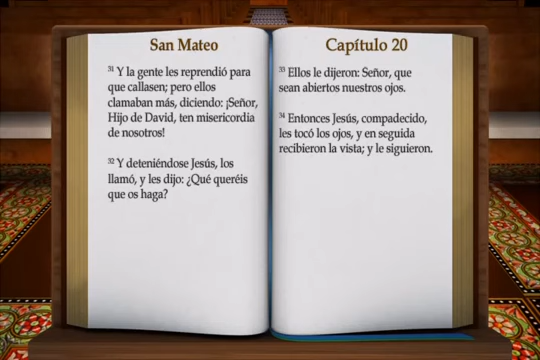 San Mateo
31 Y la gente les reprendió para
que callasen; pero ellos
clamaban más, diciendo: ¡Señor,
Hijo de David, ten misericordia
de nosotros!
32 Y deteniéndose Jesús, los
llamó, y les dijo: ¿Qué queréis
que os haga?
Capítulo 20
33 Ellos le dijeron: Señor, que
sean abiertos nuestros ojos.
34 Entonces Jesús, compadecido,
les tocó los ojos, y en seguida
recibieron la vista; y le siguieron.